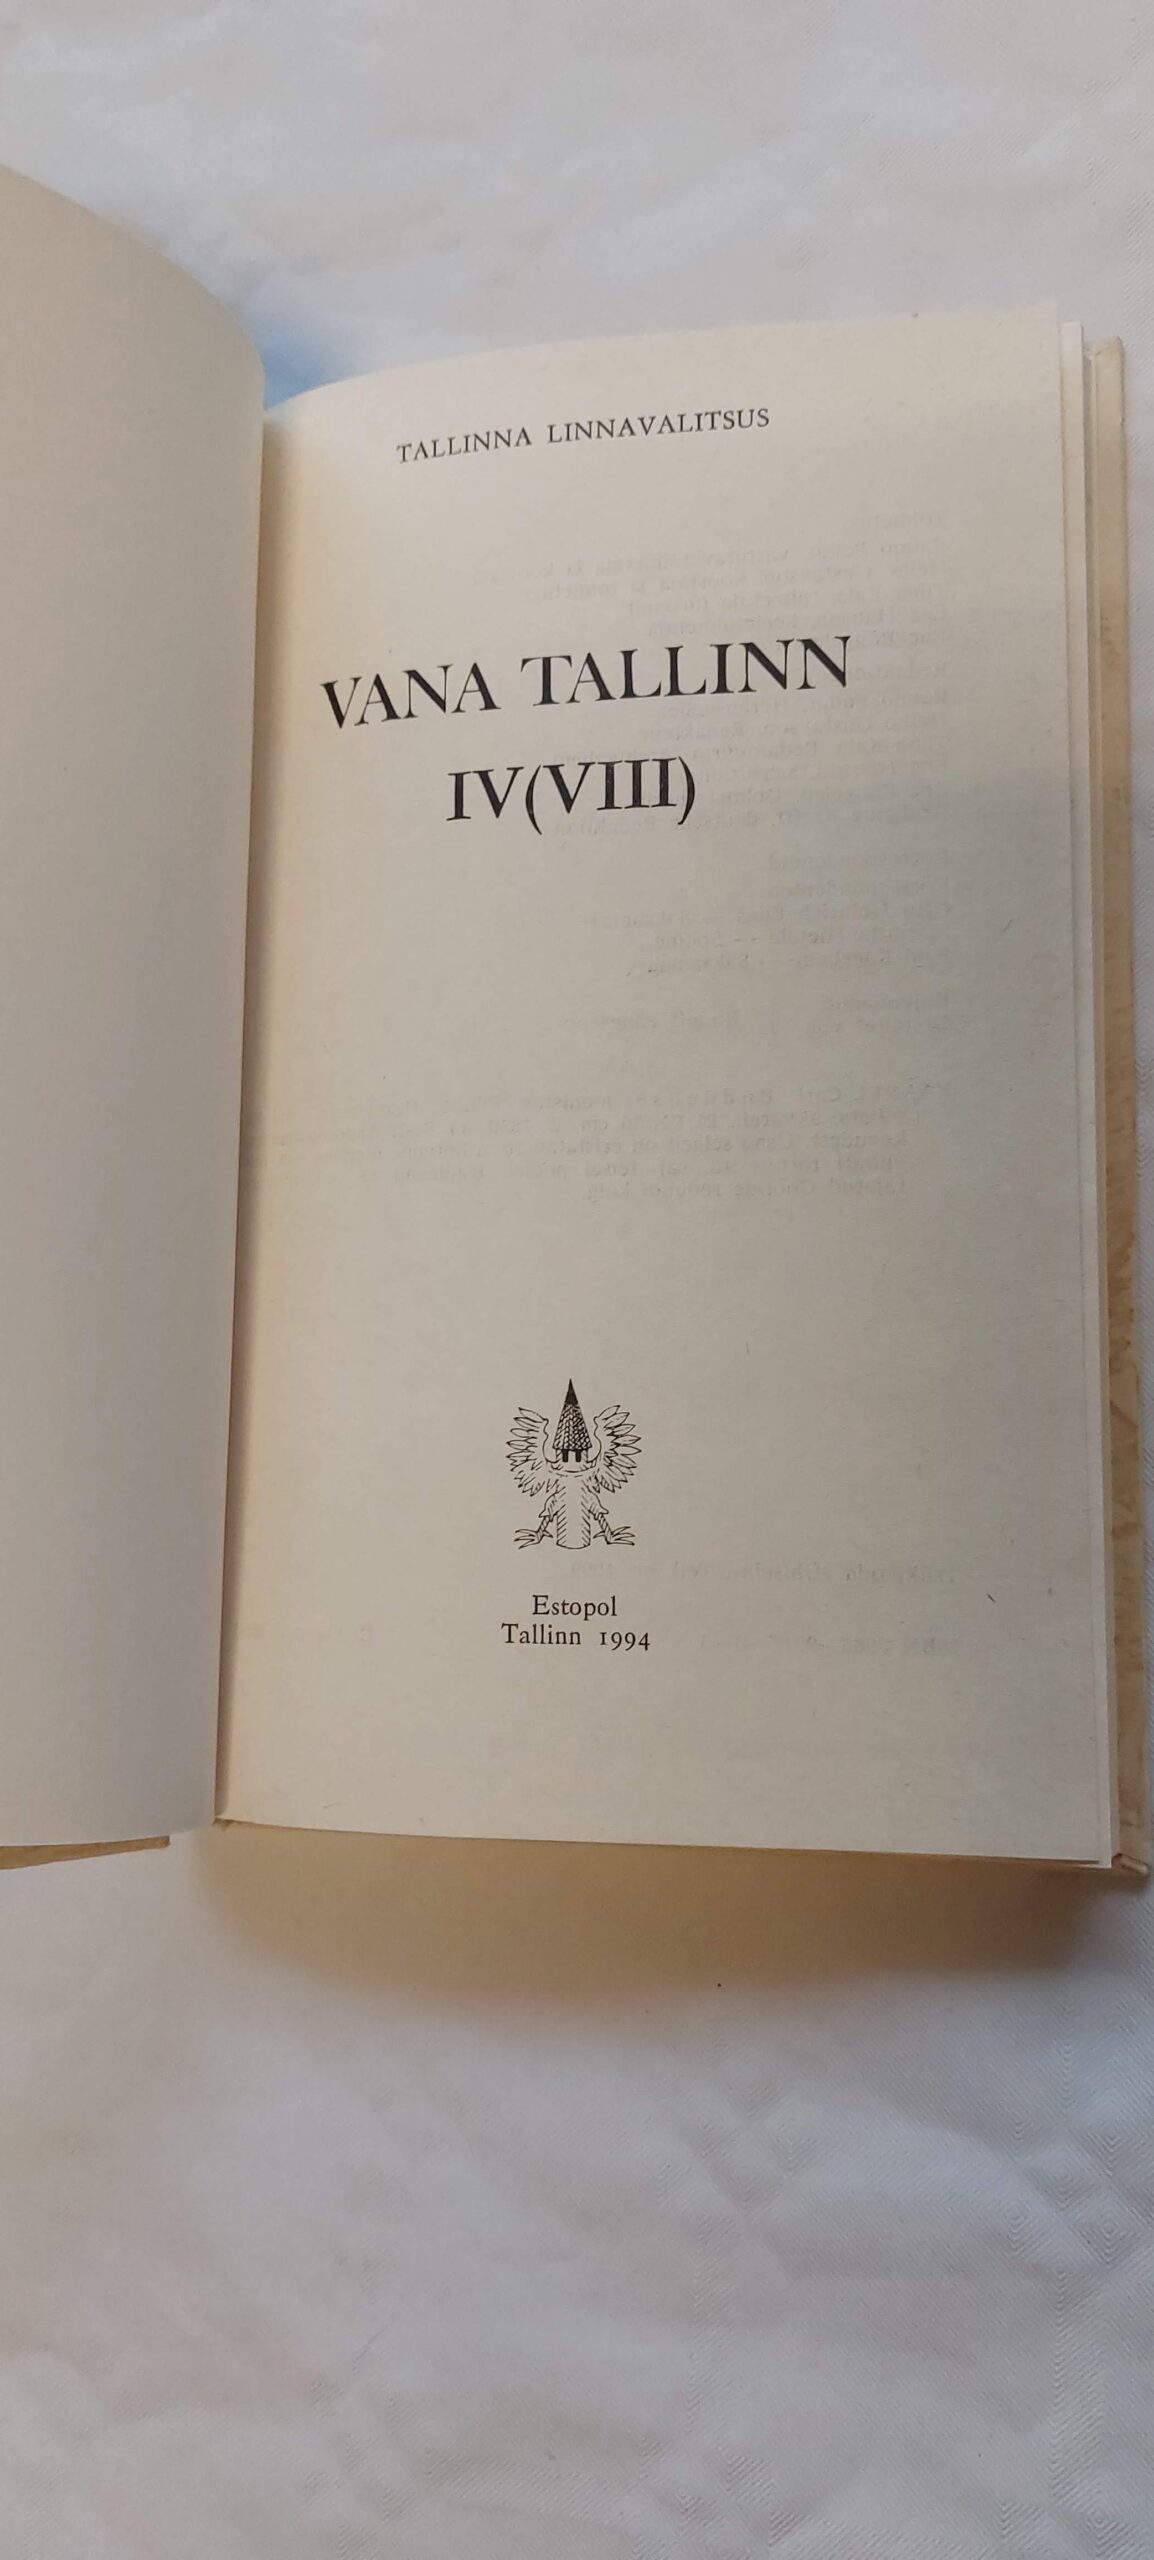 TALLINNA LINNAVALITSUS
VANA TALLINN
IV(VIII)
Estopol
Tallinn 1994